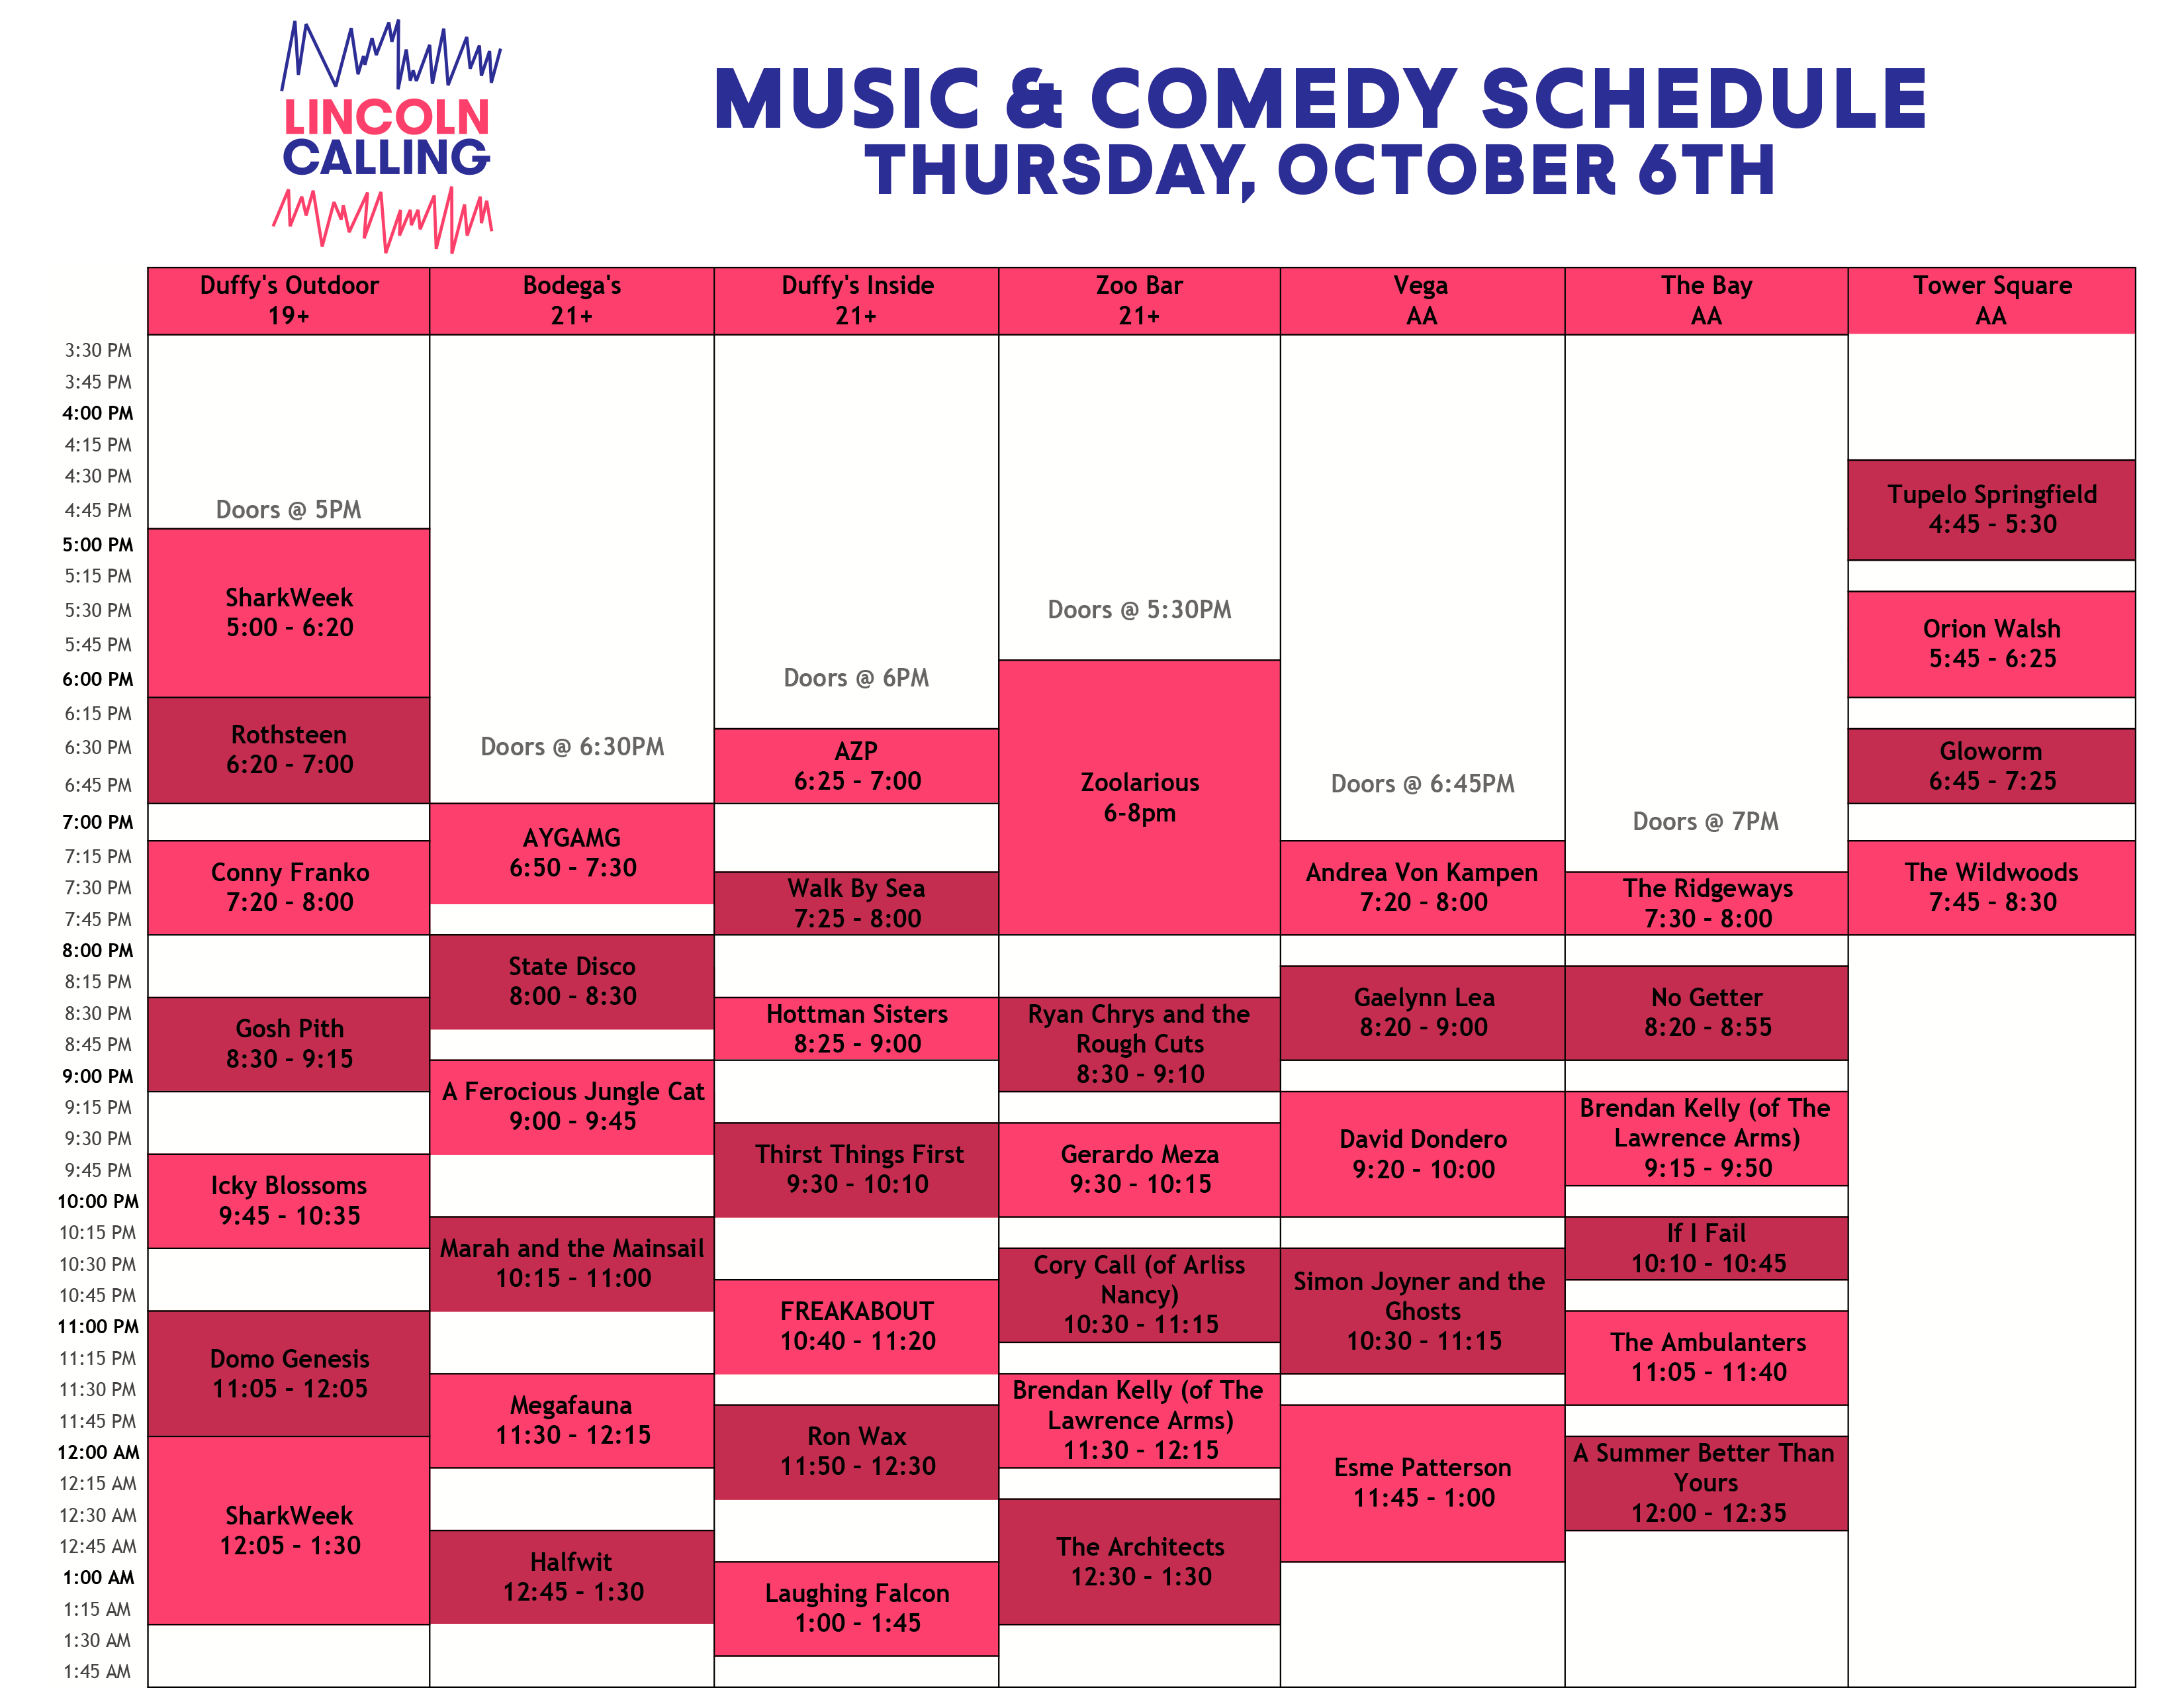 LINCOLN
CALLING
MUSIC & COMEDY SCHEDULE
THURSDAY, OCTOBER 6TH
Duffy's Outdoor
19+
Bodega's
21+
Duffy's Inside
21+
Zoo Bar
21+
Vega
AA
The Bay
AA
Tower Square
AA
3:30 PM
3:45 PM
4:00 PM
4:15 PM
4:30 PM
4:45 PM
5:00 PM
5:15 PM
5:30 PM
5:45 PM
6:00 PM
6:15 PM
6:30 PM
6:45 PM
7:00 PM
7:15 PM
7:30 PM
7:45 PM
8:00 PM
8:15 PM
8:30 PM
8:45 PM
9:00 PM
9:15 PM
9:30 PM
9:45 PM
10:00 PM
10:15 PM
10:30 PM
10:45 PM
11:00 PM
11:15 PM
11:30 PM
11:45 PM
12:00 AM
12:15 AM
12:30 AM
12:45 AM
1:00 AM
1:15 AM
1:30 AM
1:45 AM
Doors @ 5PM
SharkWeek
5:00 - 6:20
Rothsteen
6:20 - 7:00
Conny Franko
7:20 - 8:00
Gosh Pith
8:30 - 9:15
Icky Blossoms
9:45 - 10:35
Domo Genesis
11:05 - 12:05
SharkWeek
12:05 - 1:30
Doors @ 6:30PM
AYGAMG
6:50 - 7:30
State Disco
8:00 - 8:30
A Ferocious Jungle Cat
9:00 - 9:45
Marah and the Mainsail
10:15 - 11:00
Megafauna
11:30 - 12:15
Halfwit
12:45 - 1:30
Doors @ 6PM
AZP
6:25 - 7:00
Walk By Sea
7:25 - 8:00
Hottman Sisters
8:25 - 9:00
Thirst Things First
9:30 - 10:10
FREAKABOUT
10:40 - 11:20
Ron Wax
11:50 - 12:30
Laughing Falcon
1:00 - 1:45
Doors @ 5:30PM
Zoolarious
6-8pm
Ryan Chrys and the
Rough Cuts
8:30 - 9:10
Gerardo Meza
9:30 - 10:15
Cory Call (of Arliss
Nancy)
10:30 - 11:15
Brendan Kelly (of The
Lawrence Arms)
11:30 - 12:15
The Architects
12:30 - 1:30
Doors @ 6:45PM
Andrea Von Kampen
7:20 - 8:00
Gaelynn Lea
8:20 - 9:00
David Dondero
9:20 - 10:00
Simon Joyner and the
Ghosts
10:30 - 11:15
Esme Patterson
11:45 - 1:00
Doors @ 7PM
The Ridgeways
7:30 - 8:00
No Getter
8:20 - 8:55
Brendan Kelly (of The
Lawrence Arms)
9:15 - 9:50
If I Fail
10:10 - 10:45
The Ambulanters
11:05 - 11:40
A Summer Better Than
Yours
12:00 - 12:35
Tupelo Springfield
4:45 - 5:30
Orion Walsh
5:45 - 6:25
Gloworm
6:45 - 7:25
The Wildwoods
7:45 - 8:30